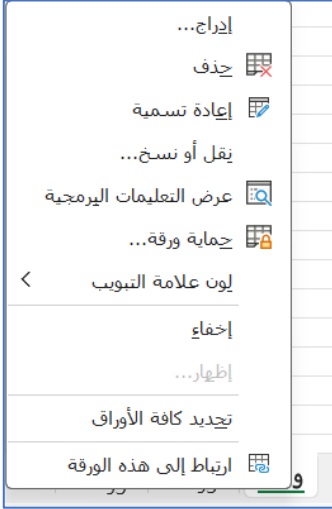 إدراج...
حذف
إعادة تسمية
نقل أو نسخ...
عرض التعليمات البرمجية
حماية ورقة...
لون علامة التبويب
إخفاء
إظهار...
تحديد كافة الأوراق
ارتباط إلى هذه الورقة